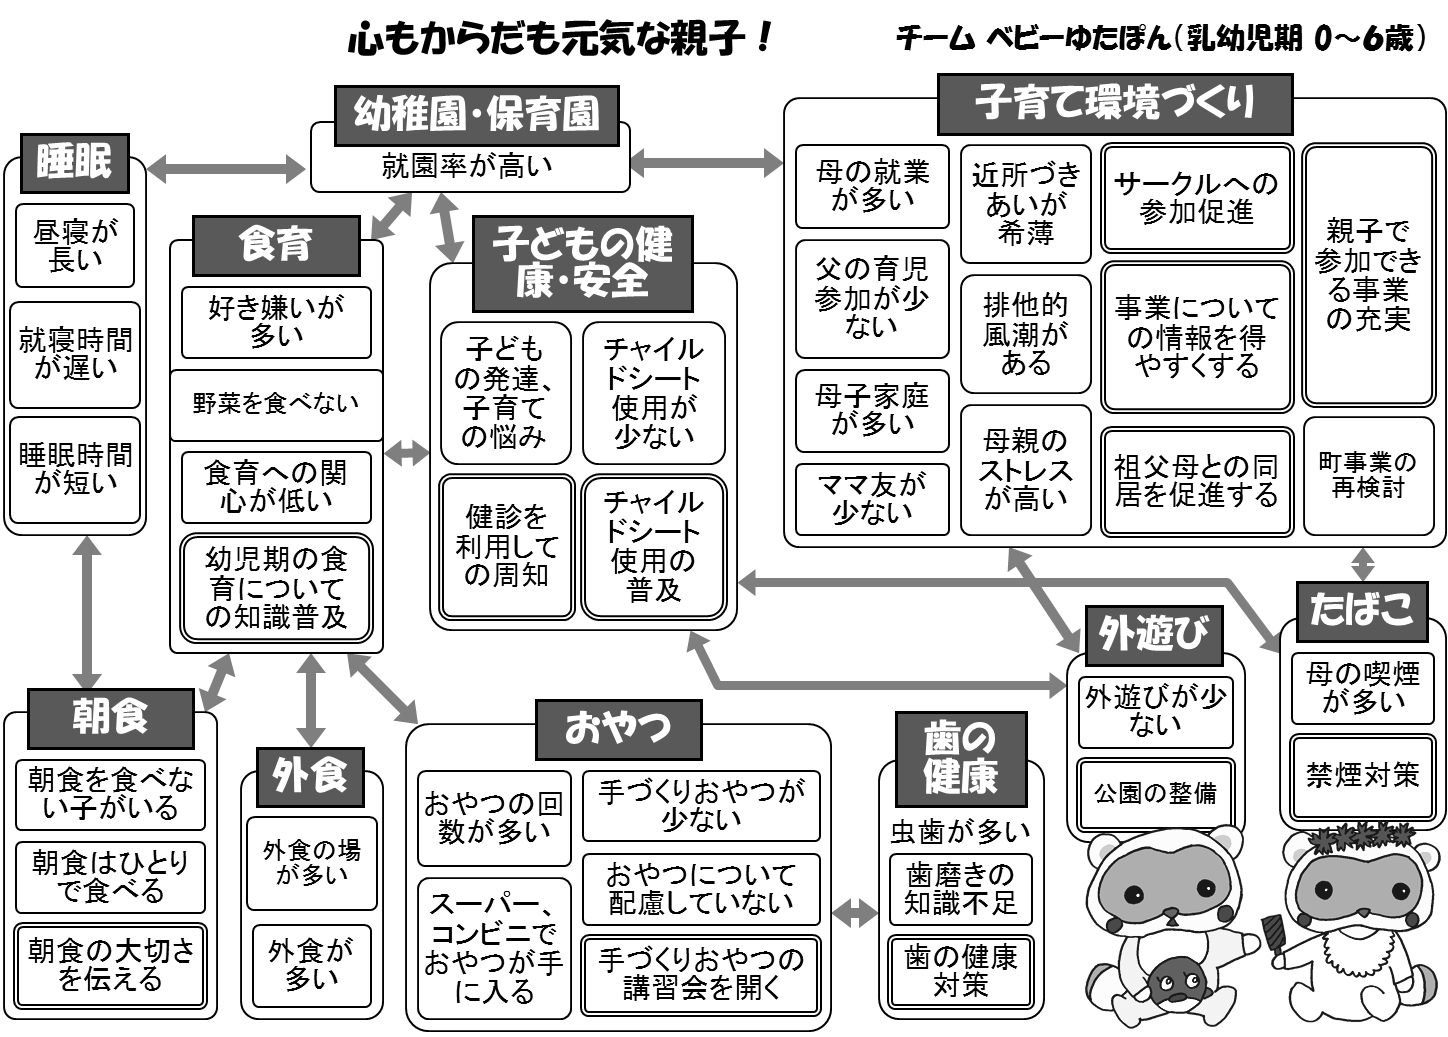 心もからだも元気な親子！
チーム ベビーゆたぽん（乳幼児期 0～6歳）
幼稚園・保育園
就園率が高い
睡眠
昼寝が
長い
就寝時間
が遅い
睡眠時間
が短い
食育
好き嫌いが
多い
野菜を食べない
食育への関
心が低い
幼児期の食
育について
の知識普及
子どもの健
康・安全
子ども
の発達、
子育て
の悩み
チャイル
ドシート
使用が
少ない
健診を
利用して
の周知
チャイル
ドシート
使用の
普及
子育て環境づくり
母の就業
が多い
父の育児
参加が少
ない
母子家庭
が多い
ママ友が
少ない
近所づき
あいが
希薄
排他的
風潮が
ある
母親の
ストレス
が高い
サークルへの
参加促進
事業について
の情報を得
やすくする
祖父母との同
居を促進する
親子で
参加でき
る事業
の充実
町事業の
再検討
朝食
朝食を食べな
い子がいる
朝食はひとり
で食べる
朝食の大切さ
を伝える
外食
外食の場
が多い
外食が
多い
おやつ
おやつの回
数が多い
スーパー、
コンビニで
おやつが手
に入る
手づくりおやつが
少ない
おやつについて
配慮していない
手づくりおやつの
講習会を開く
歯の
健康
虫歯が多い
歯磨きの
知識不足
歯の健康
対策
外遊び
外遊びが少
ない
公園の整備
たばこ
母の喫煙
が多い
禁煙対策